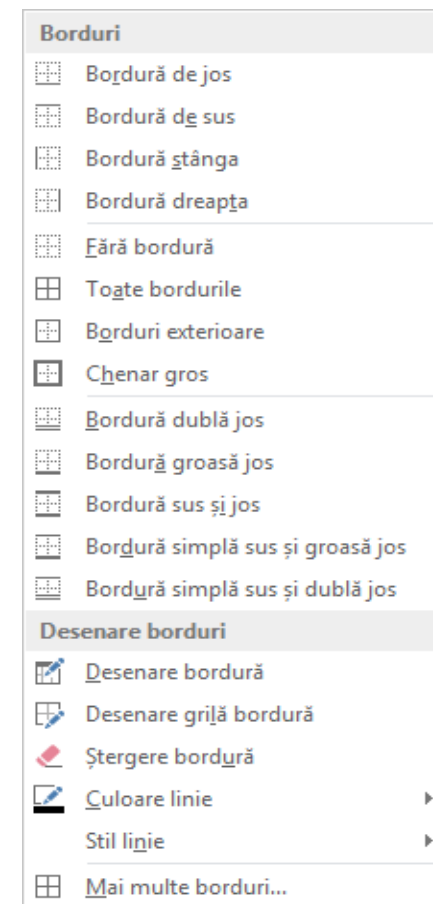 Borduri
Bordură de jos
Bordură de sus
Bordură stânga
Bordură dreapta
Fără bordură
Toate bordurile
Borduri exterioare
Chenar gros
Bordură dublă jos
Bordură groasă jos
Bordură sus și jos
Bordură simplă sus și groasă jos
Bordură simplă sus și dublă jos
Desenare borduri
Desenare bordură
Desenare grilă bordură
Ștergere bordură
Culoare linie
Stil linie
Mai multe borduri...